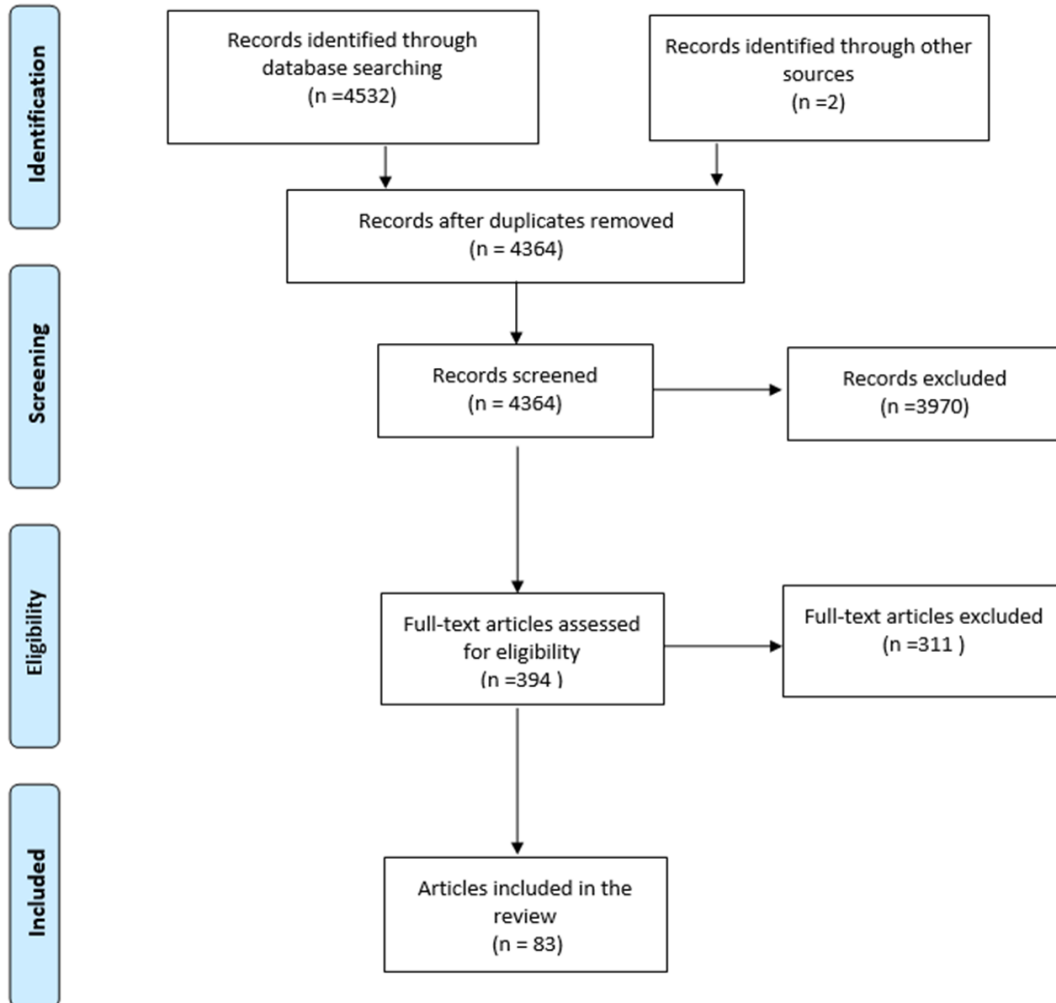 Identification
Records identified through
database searching
(n =4532)
Records identified through other
sources
(n =2)
Records after duplicates removed
(n = 4364)
Screening
Records screened
(n = 4364)
Records excluded
(n =3970)
Eligibility
Full-text articles assessed
for eligibility
(n =394 )
Full-text articles excluded
(n =311 )
Included
Articles included in the
review
(n = 83)